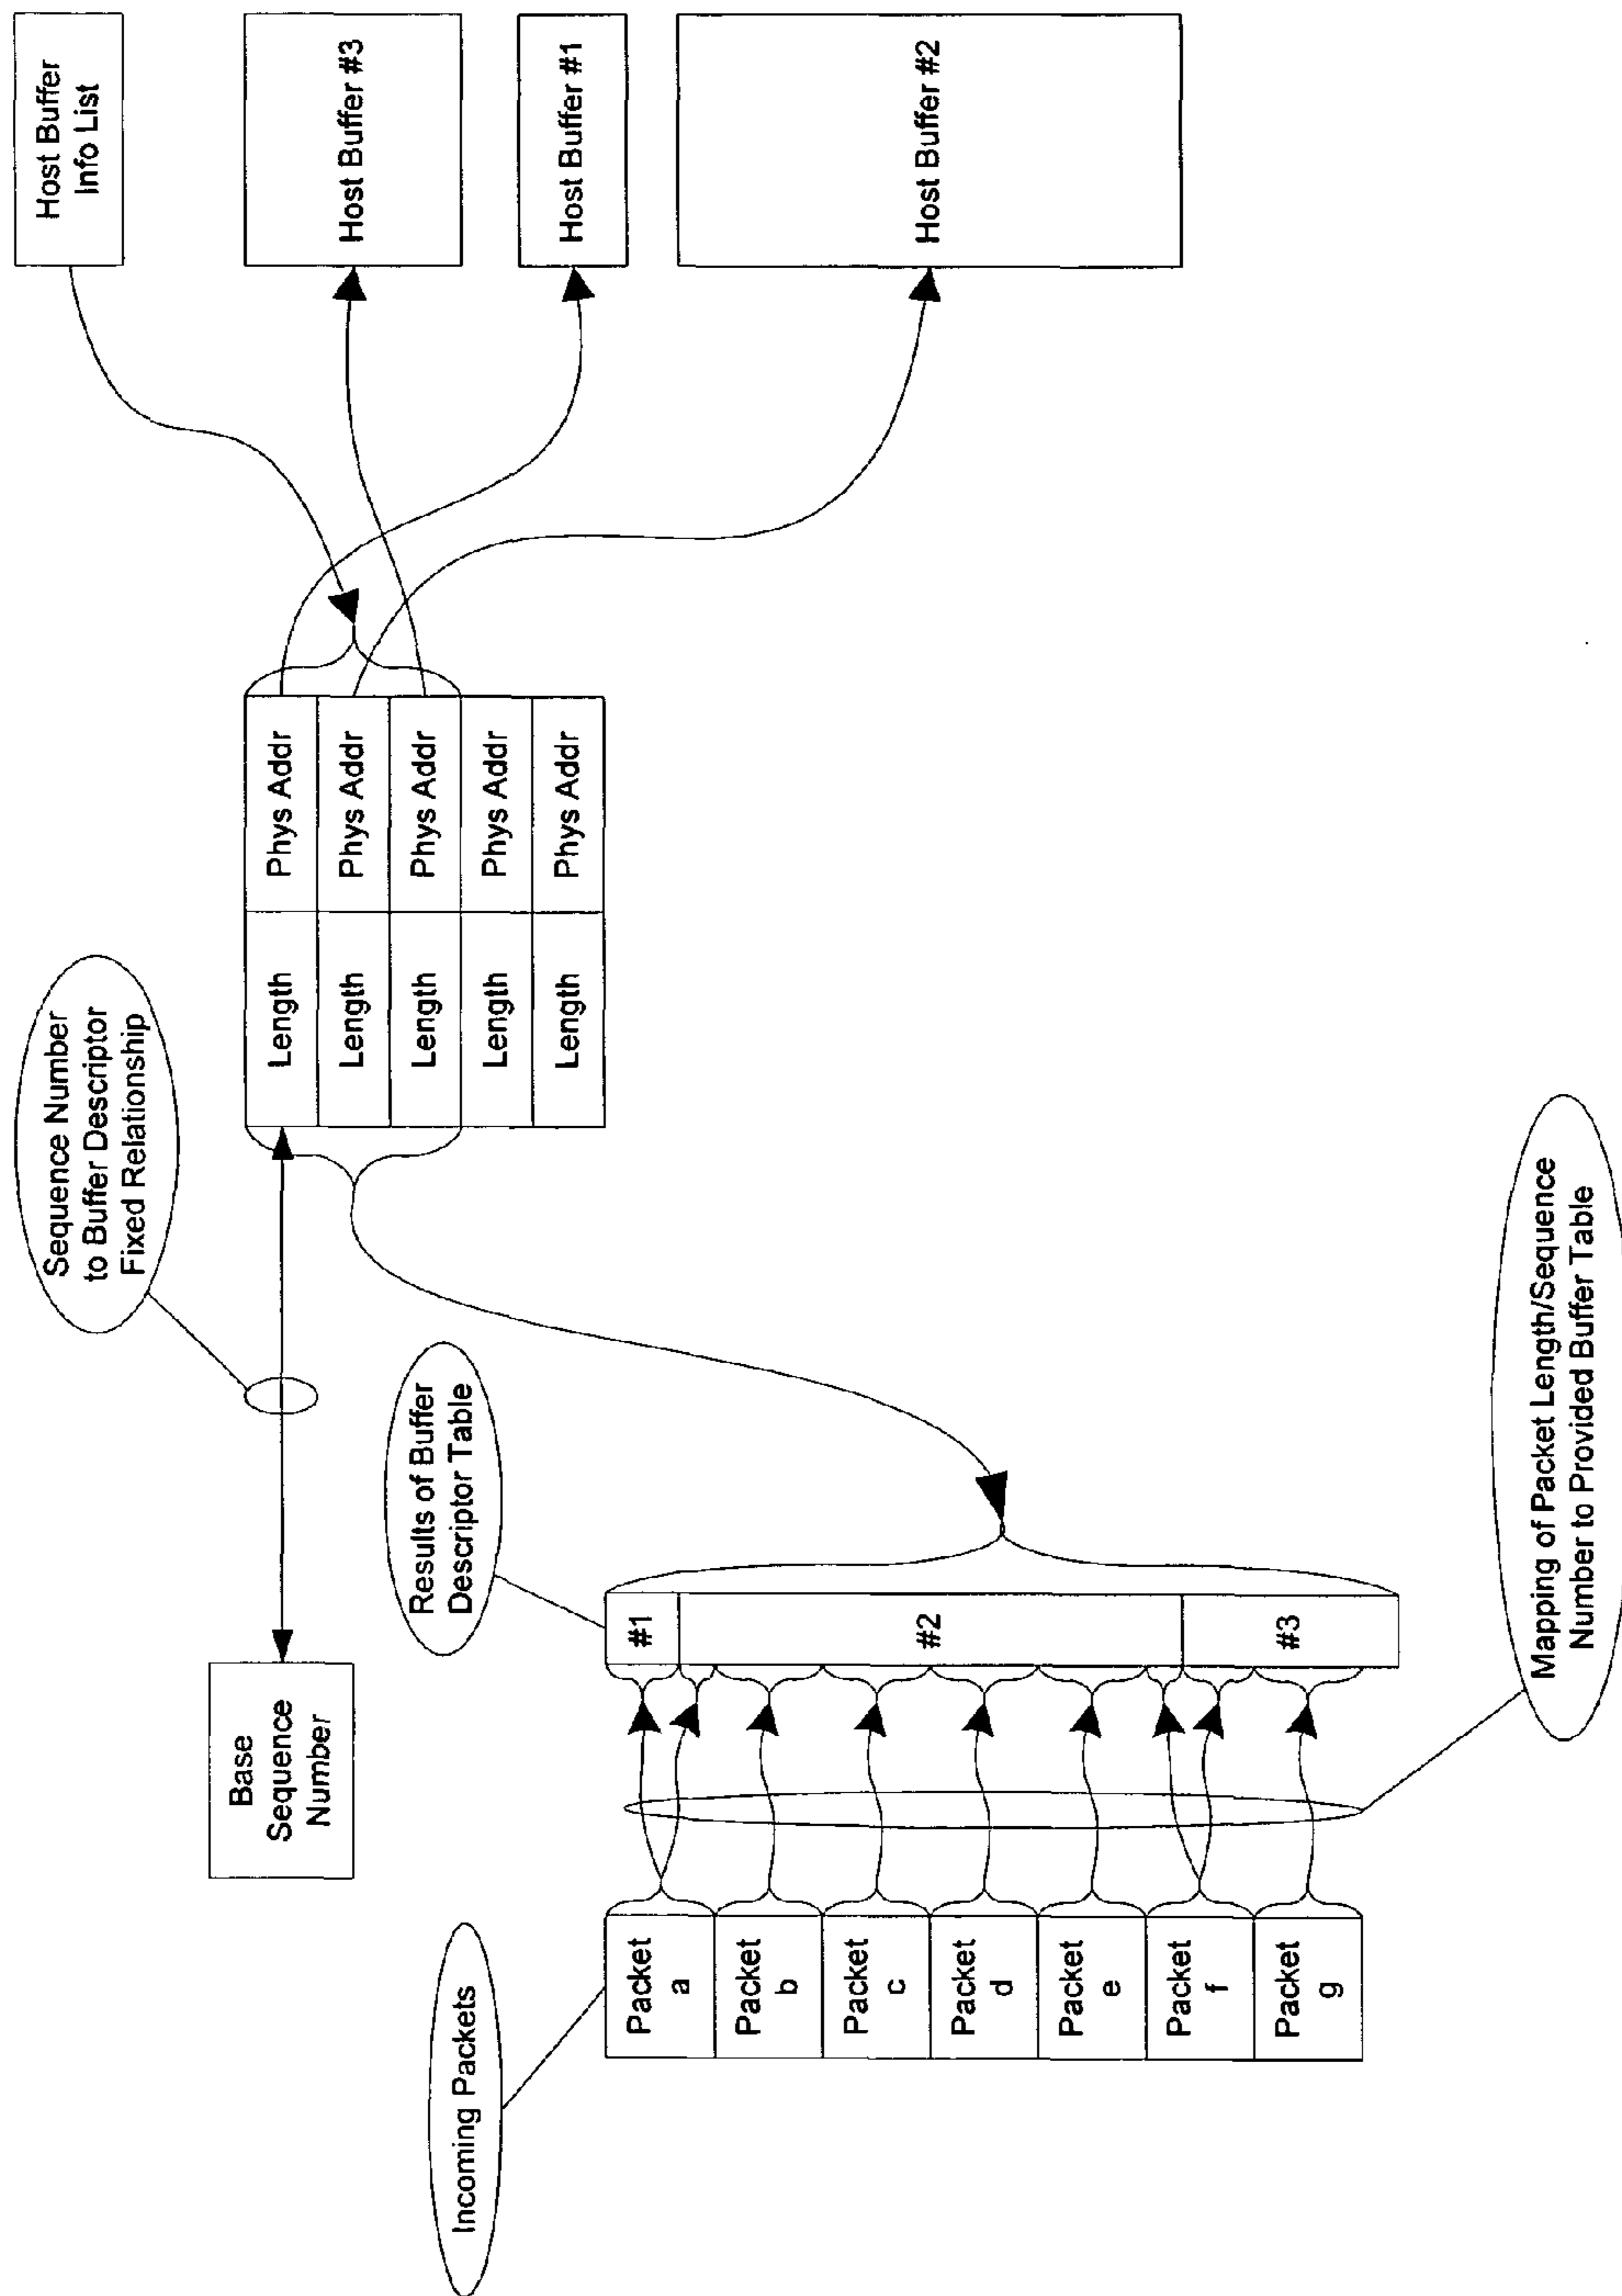 Incoming Packets
Packet
a
Packet
b
Packet
c
Packet
d
Packet
e
Packet
f
Packet
g
Base
Sequence
Number
Results of Buffer
Descriptor Table
#1
#2
#3
Mapping of Packet Length/Sequence
Number to Provided Buffer Table
Sequence Number
to Buffer Descriptor
Fixed Relationship
Length Phys Addr
Length Phys Addr
Length Phys Addr
Length Phys Addr
Length Phys Addr
Host Buffer
Info List
Host Buffer #3
Host Buffer #1
Host Buffer #2